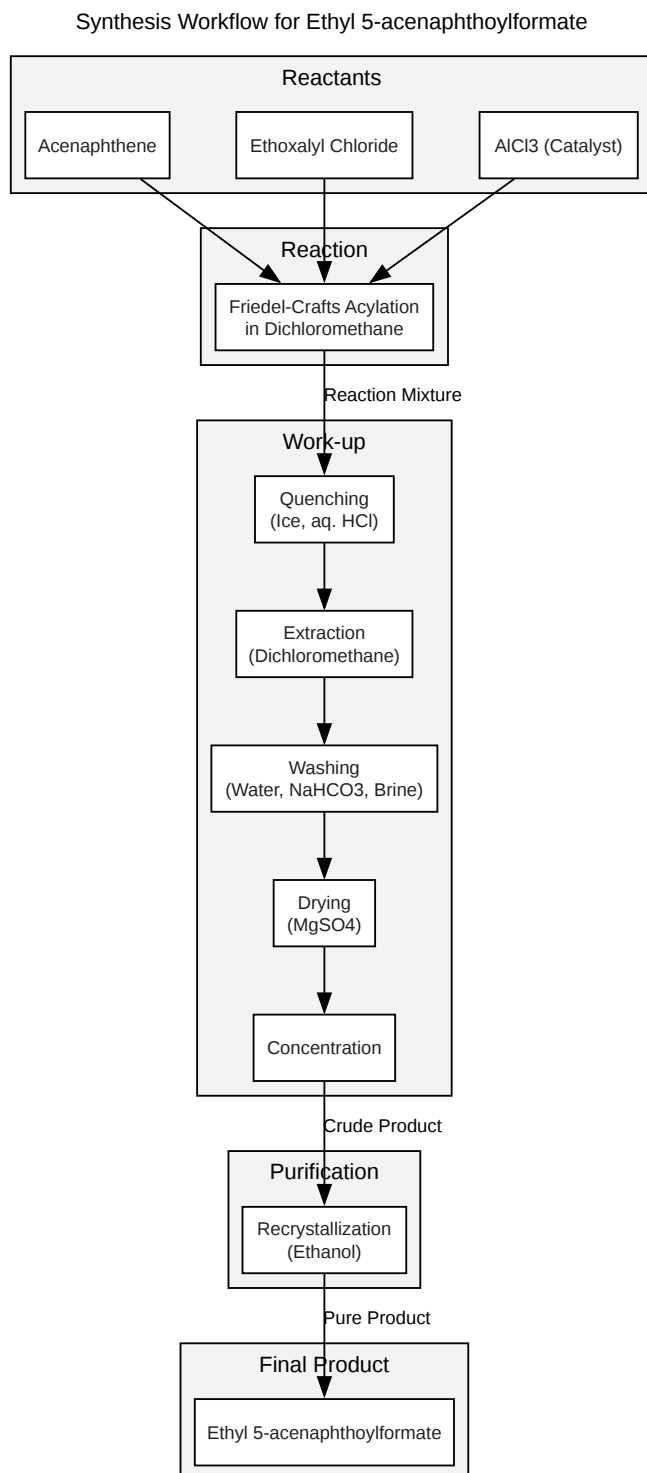 Synthesis Workflow for Ethyl 5-acenaphthoylformate
Reactants
Acenaphthene
Ethoxalyl Chloride
AlCl3 (Catalyst)
Reaction
Friedel-Crafts Acylation
in Dichloromethane
Reaction Mixture
Work-up
Quenching
(Ice, aq. HCl)
Extraction
(Dichloromethane)
Washing
(Water, NaHCO3, Brine)
Drying
(MgSO4)
Concentration
Crude Product
Purification
Recrystallization
(Ethanol)
Pure Product
Final Product
Ethyl 5-acenaphthoylformate